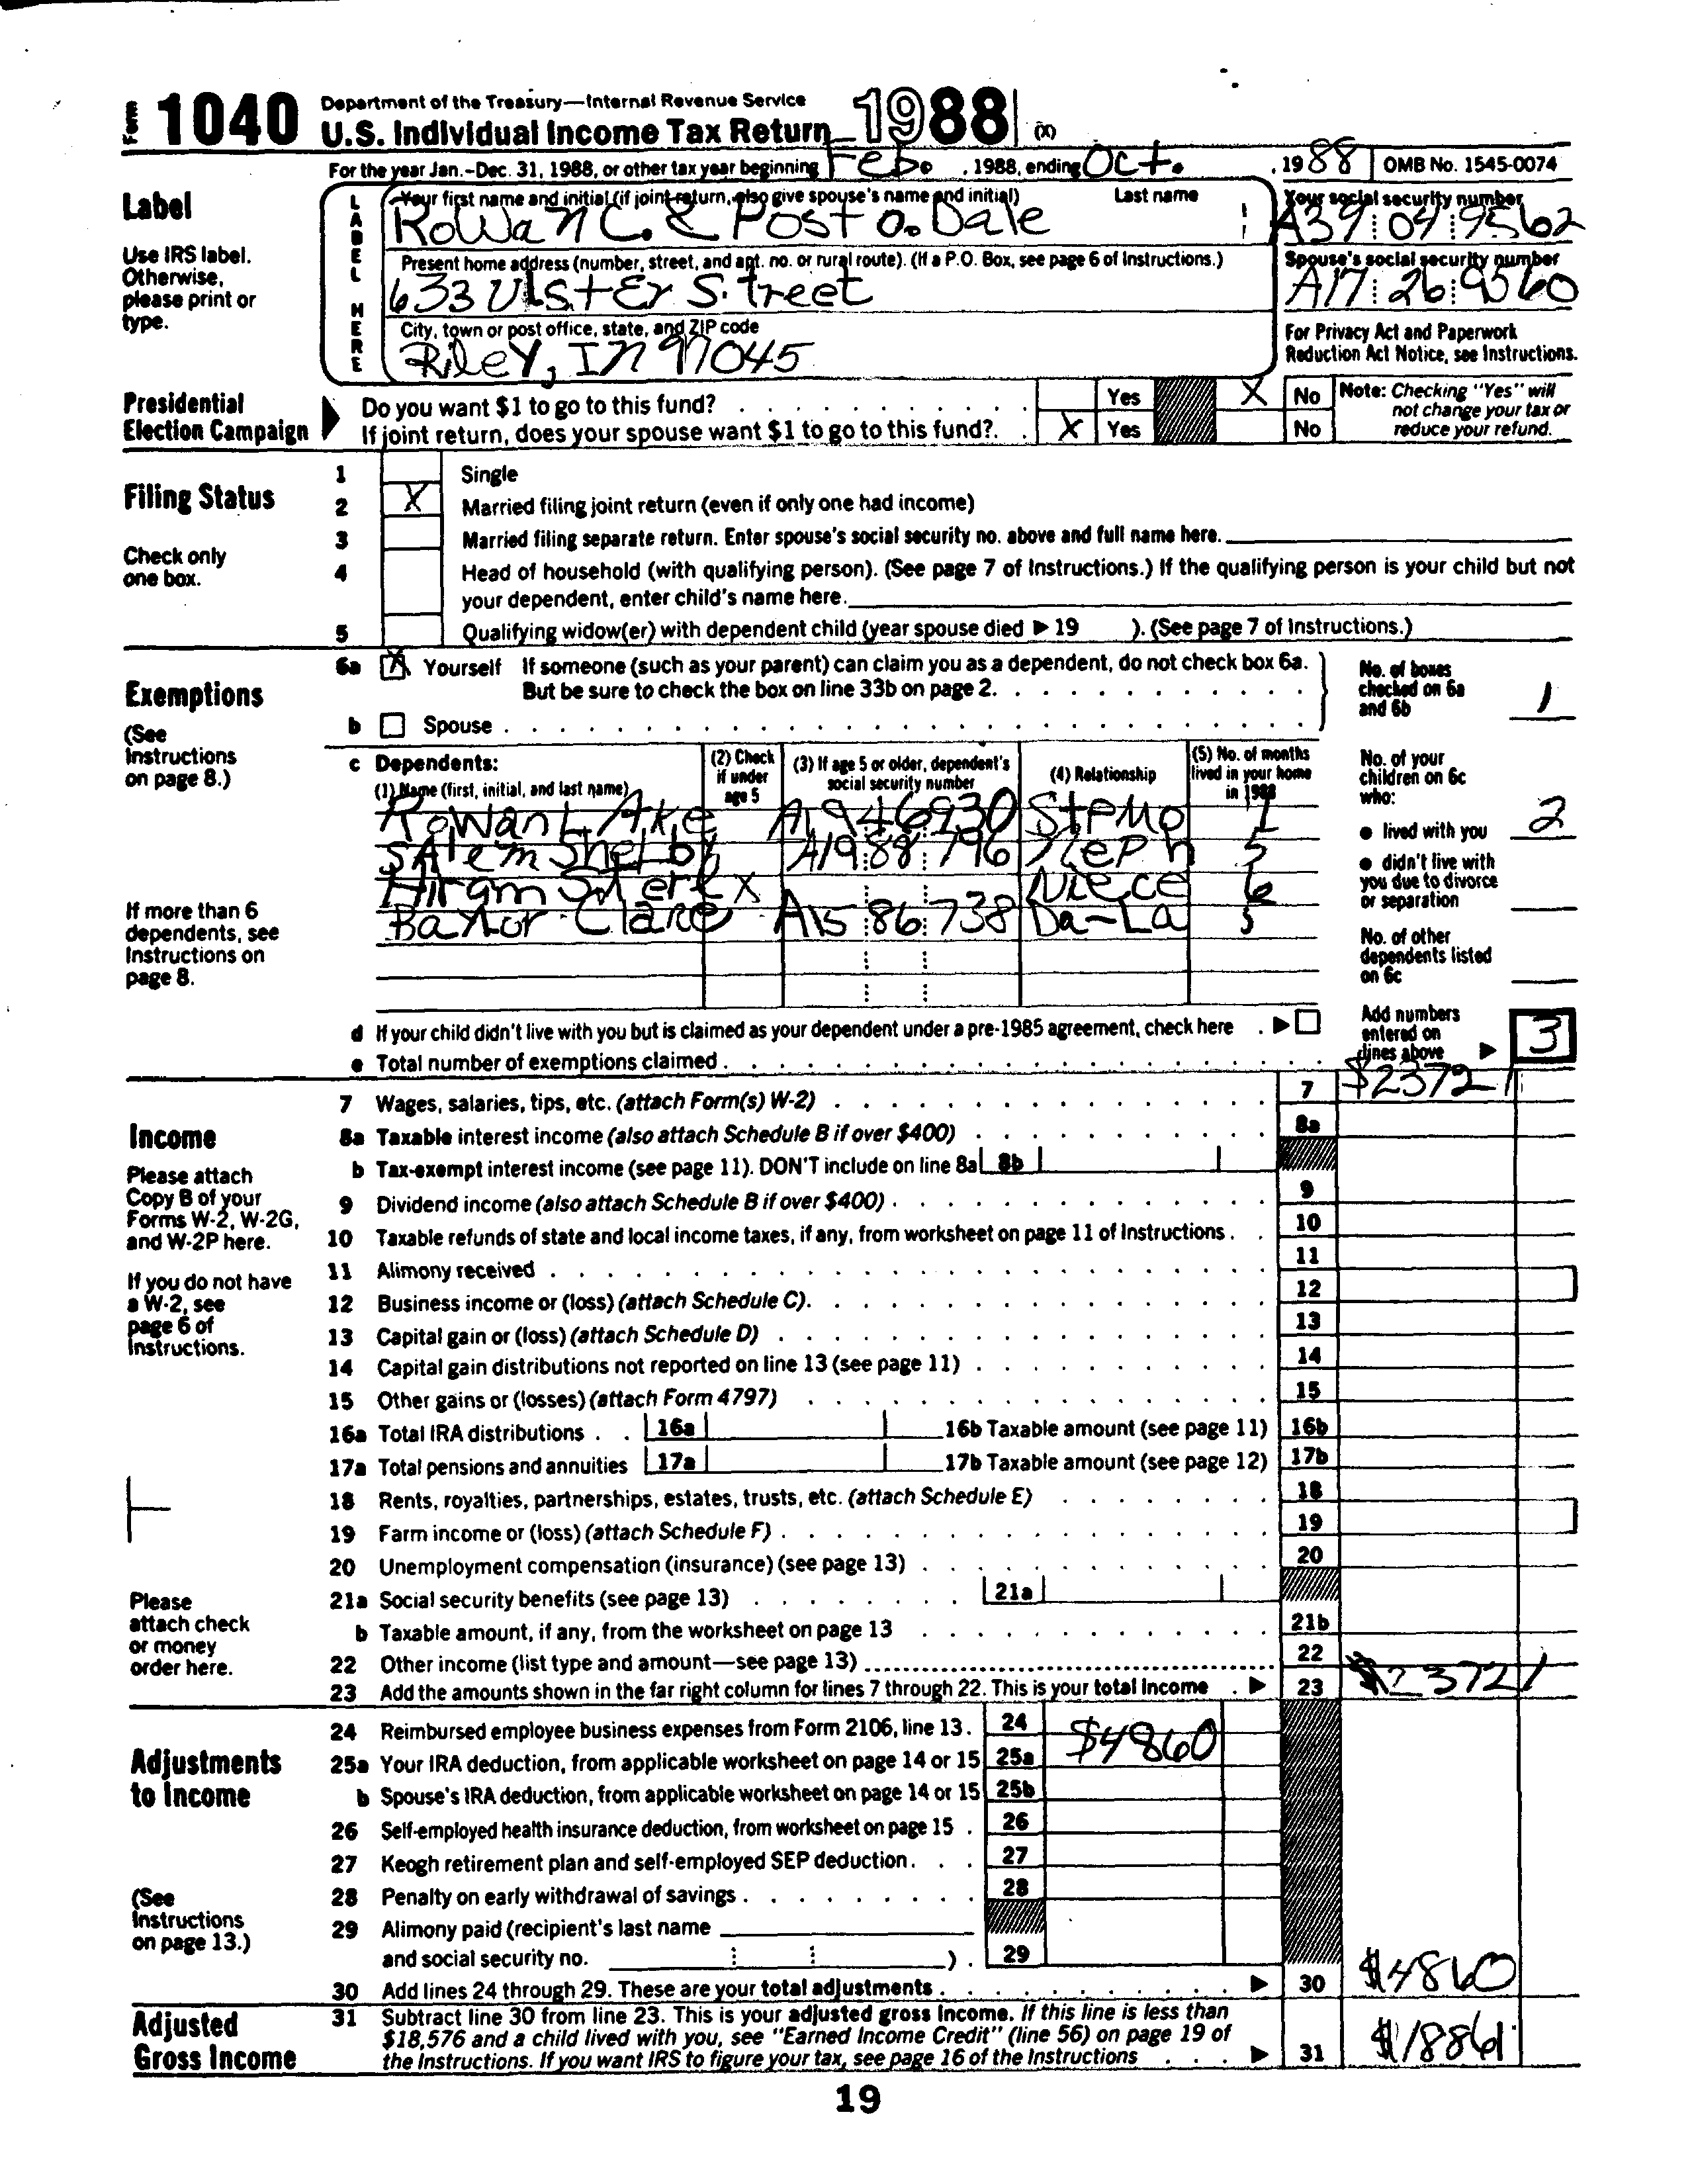 Form 1040 Department of the Treasury—Internal Revenue Service
U.S. Individual Income Tax Return 1988 (X)
For the year Jan.-Dec. 31, 1988, or other tax year beginning Feb. , 1988, ending Oct. , 1988 OMB No. 1545-0074
Label
Use IRS label.
Otherwise,
please print or
type.
LABEL HERE
Your first name and initial (if joint return, also give spouse's name and initial) Last name
Rowan C. & Post O. Dale
Your social security number
A39 04 9562
Present home address (number, street, and apt. no. or rural route). (If a P.O. Box, see page 6 of Instructions.)
633 Ulster Street
Spouse's social security number
A17 26 9560
City, town or post office, state, and ZIP code
Riley, IN 97045
For Privacy Act and Paperwork
Reduction Act Notice, see Instructions.
Presidential
Election Campaign
Do you want $1 to go to this fund? Yes X No
If joint return, does your spouse want $1 to go to this fund? X Yes No
Note: Checking "Yes" will
not change your tax or
reduce your refund.
Filing Status
Check only
one box.
1 Single
2 X Married filing joint return (even if only one had income)
3 Married filing separate return. Enter spouse's social security no. above and full name here.
4 Head of household (with qualifying person). (See page 7 of Instructions.) If the qualifying person is your child but not
your dependent, enter child's name here.
5 Qualifying widow(er) with dependent child (year spouse died ▶ 19 ). (See page 7 of Instructions.)
Exemptions
(See
Instructions
on page 8.)
6a X Yourself If someone (such as your parent) can claim you as a dependent, do not check box 6a.
But be sure to check the box on line 33b on page 2.
b Spouse
No. of boxes
checked on 6a
and 6b 1
c Dependents:
(1) Name (first, initial, and last name)
(2) Check
if under
age 5
(3) If age 5 or older, dependent's
social security number
(4) Relationship
(5) No. of months
lived in your home
in 1988
Rowan L Ake A1 946930 StepMo 1
Salem Shelby A19 88 796 Neph 5
Hiram Smerk X Niece 6
Baxtor Clare A15 86 738 Da-La 5
No. of your
children on 6c
who:
● lived with you 2
● didn't live with
you due to divorce
or separation
No. of other
dependents listed
on 6c
If more than 6
dependents, see
Instructions on
page 8.
d If your child didn't live with you but is claimed as your dependent under a pre-1985 agreement, check here ▶
e Total number of exemptions claimed
Add numbers
entered on
lines above ▶ 3
Income
Please attach
Copy B of your
Forms W-2, W-2G,
and W-2P here.
If you do not have
a W-2, see
page 6 of
Instructions.
7 Wages, salaries, tips, etc. (attach Form(s) W-2) 7 $23721
8a Taxable interest income (also attach Schedule B if over $400) 8a
b Tax-exempt interest income (see page 11). DON'T include on line 8a 8b
9 Dividend income (also attach Schedule B if over $400) 9
10 Taxable refunds of state and local income taxes, if any, from worksheet on page 11 of Instructions 10
11 Alimony received 11
12 Business income or (loss) (attach Schedule C) 12
13 Capital gain or (loss) (attach Schedule D) 13
14 Capital gain distributions not reported on line 13 (see page 11) 14
15 Other gains or (losses) (attach Form 4797) 15
16a Total IRA distributions 16a 16b Taxable amount (see page 11) 16b
17a Total pensions and annuities 17a 17b Taxable amount (see page 12) 17b
18 Rents, royalties, partnerships, estates, trusts, etc. (attach Schedule E) 18
19 Farm income or (loss) (attach Schedule F) 19
20 Unemployment compensation (insurance) (see page 13) 20
21a Social security benefits (see page 13) 21a
b Taxable amount, if any, from the worksheet on page 13 21b
22 Other income (list type and amount—see page 13) 22
23 Add the amounts shown in the far right column for lines 7 through 22. This is your total income ▶ 23 $23721
Please
attach check
or money
order here.
Adjustments
to Income
(See
Instructions
on page 13.)
24 Reimbursed employee business expenses from Form 2106, line 13. 24
25a Your IRA deduction, from applicable worksheet on page 14 or 15 25a $4860
b Spouse's IRA deduction, from applicable worksheet on page 14 or 15 25b
26 Self-employed health insurance deduction, from worksheet on page 15 26
27 Keogh retirement plan and self-employed SEP deduction 27
28 Penalty on early withdrawal of savings 28
29 Alimony paid (recipient's last name
and social security no. ) 29
30 Add lines 24 through 29. These are your total adjustments ▶ 30 $4860
Adjusted
Gross Income
31 Subtract line 30 from line 23. This is your adjusted gross income. If this line is less than
$18,576 and a child lived with you, see "Earned Income Credit" (line 56) on page 19 of
the Instructions. If you want IRS to figure your tax, see page 16 of the Instructions ▶ 31 $18861
19